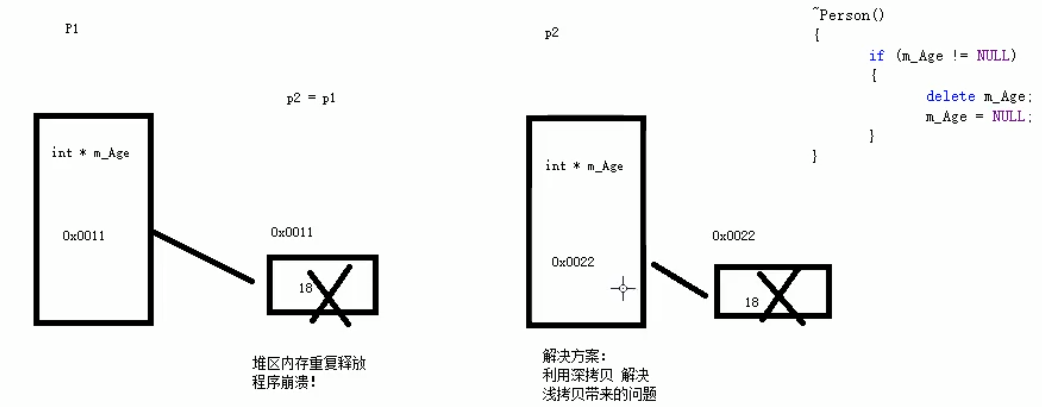 P1
p2 = p1
int * m_Age
0x0011
0x0011
18
堆区内存重复释放
程序崩溃!
p2
int * m_Age
0x0022
0x0022
18
解决方案:
利用深拷贝 解决
浅拷贝带来的问题
~Person()
{
if (m_Age != NULL)
{
delete m_Age;
m_Age = NULL;
}
}